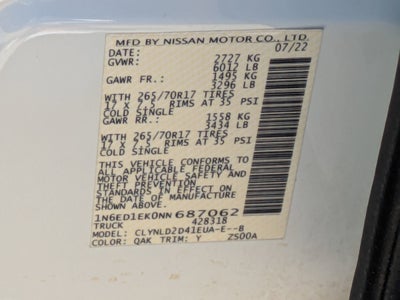 MFD BY NISSAN MOTOR CO., LTD.
DATE: 07/22
GVWR: 2727 KG
6012 LB
GAWR FR.: 1495 KG
3296 LB
WITH 265/70R17 TIRES
17 X 7.5 RIMS AT 35 PSI
COLD SINGLE
GAWR RR.: 1558 KG
3434 LB
WITH 265/70R17 TIRES
17 X 7.5 RIMS AT 35 PSI
COLD SINGLE
THIS VEHICLE CONFORMS TO
ALL APPLICABLE FEDERAL
MOTOR VEHICLE SAFETY AND
THEFT PREVENTION
STANDARDS IN EFFECT ON
THE DATE OF MANUFACTURE
SHOWN ABOVE.
1N6ED1EK0NN687062
TRUCK 428318
MODEL: CLYNLD2D41EUA-E--B
COLOR: QAK TRIM: Y ZS00A